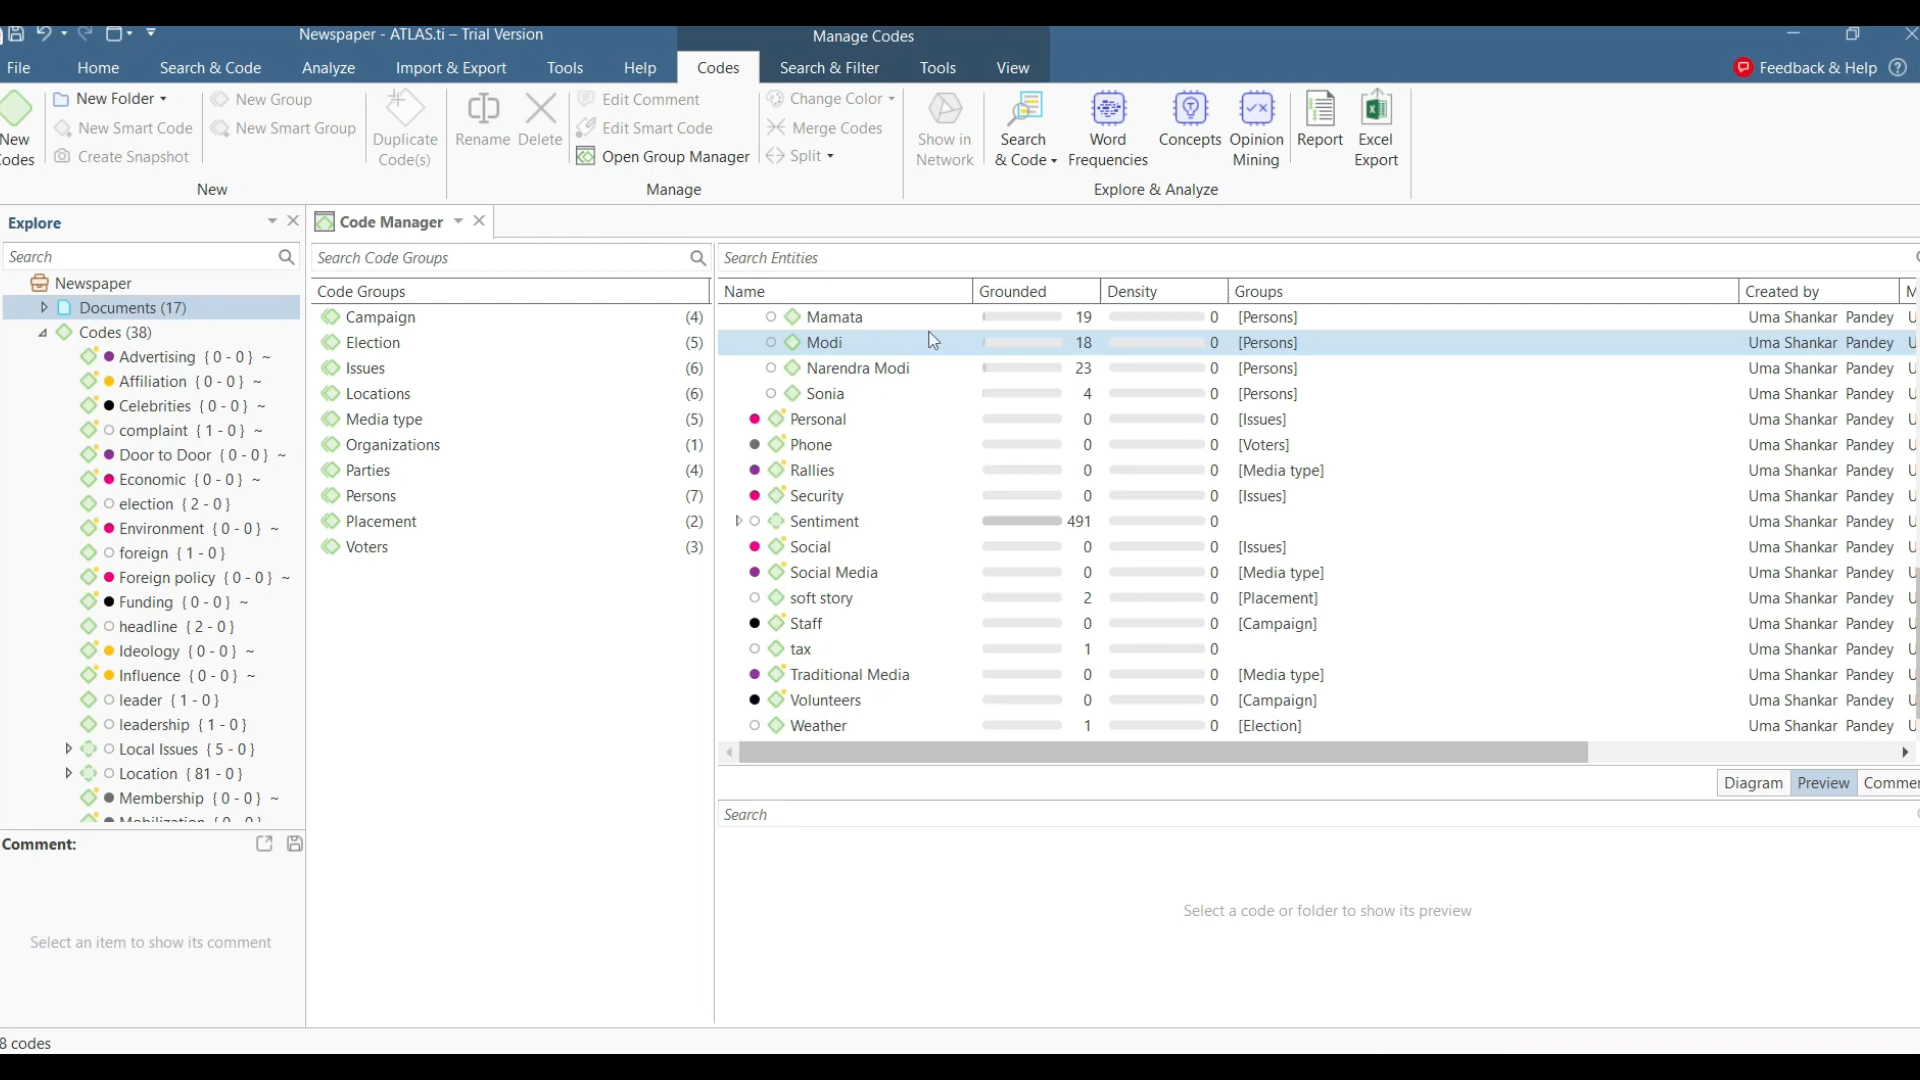 Newspaper - ATLAS.ti – Trial Version
Manage Codes
File Home Search & Code Analyze Import & Export Tools Help Codes Search & Filter Tools View Feedback & Help
New Folder
New Smart Code
Create Snapshot
New Group
New Smart Group
New
Duplicate
Code(s)
Rename
Delete
Edit Comment
Edit Smart Code
Open Group Manager
Change Color
Merge Codes
Split
Show in
Network
Search
& Code
Word
Frequencies
Concepts
Opinion
Mining
Report
Excel
Export
New
Manage
Explore & Analyze
Explore
Search
Newspaper
Documents (17)
Codes (38)
Advertising {0-0} ~
Affiliation {0-0} ~
Celebrities {0-0} ~
complaint {1-0} ~
Door to Door {0-0} ~
Economic {0-0} ~
election {2-0}
Environment {0-0} ~
foreign {1-0}
Foreign policy {0-0} ~
Funding {0-0} ~
headline {2-0}
Ideology {0-0} ~
Influence {0-0} ~
leader {1-0}
leadership {1-0}
Local Issues {5-0}
Location {81-0}
Membership {0-0} ~
Comment:
Select an item to show its comment
8 codes
Code Manager
Search Code Groups
Code Groups
Campaign (4)
Election (5)
Issues (6)
Locations (6)
Media type (5)
Organizations (1)
Parties (4)
Persons (7)
Placement (2)
Voters (3)
Search Entities
Name Grounded Density Groups Created by M
Mamata 19 0 [Persons] Uma Shankar Pandey U
Modi 18 0 [Persons] Uma Shankar Pandey U
Narendra Modi 23 0 [Persons] Uma Shankar Pandey U
Sonia 4 0 [Persons] Uma Shankar Pandey U
Personal 0 0 [Issues] Uma Shankar Pandey U
Phone 0 0 [Voters] Uma Shankar Pandey U
Rallies 0 0 [Media type] Uma Shankar Pandey U
Security 0 0 [Issues] Uma Shankar Pandey U
Sentiment 491 0 Uma Shankar Pandey U
Social 0 0 [Issues] Uma Shankar Pandey U
Social Media 0 0 [Media type] Uma Shankar Pandey U
soft story 2 0 [Placement] Uma Shankar Pandey U
Staff 0 0 [Campaign] Uma Shankar Pandey U
tax 1 0 Uma Shankar Pandey U
Traditional Media 0 0 [Media type] Uma Shankar Pandey U
Volunteers 0 0 [Campaign] Uma Shankar Pandey U
Weather 1 0 [Election] Uma Shankar Pandey U
Diagram Preview Commen
Search
Select a code or folder to show its preview